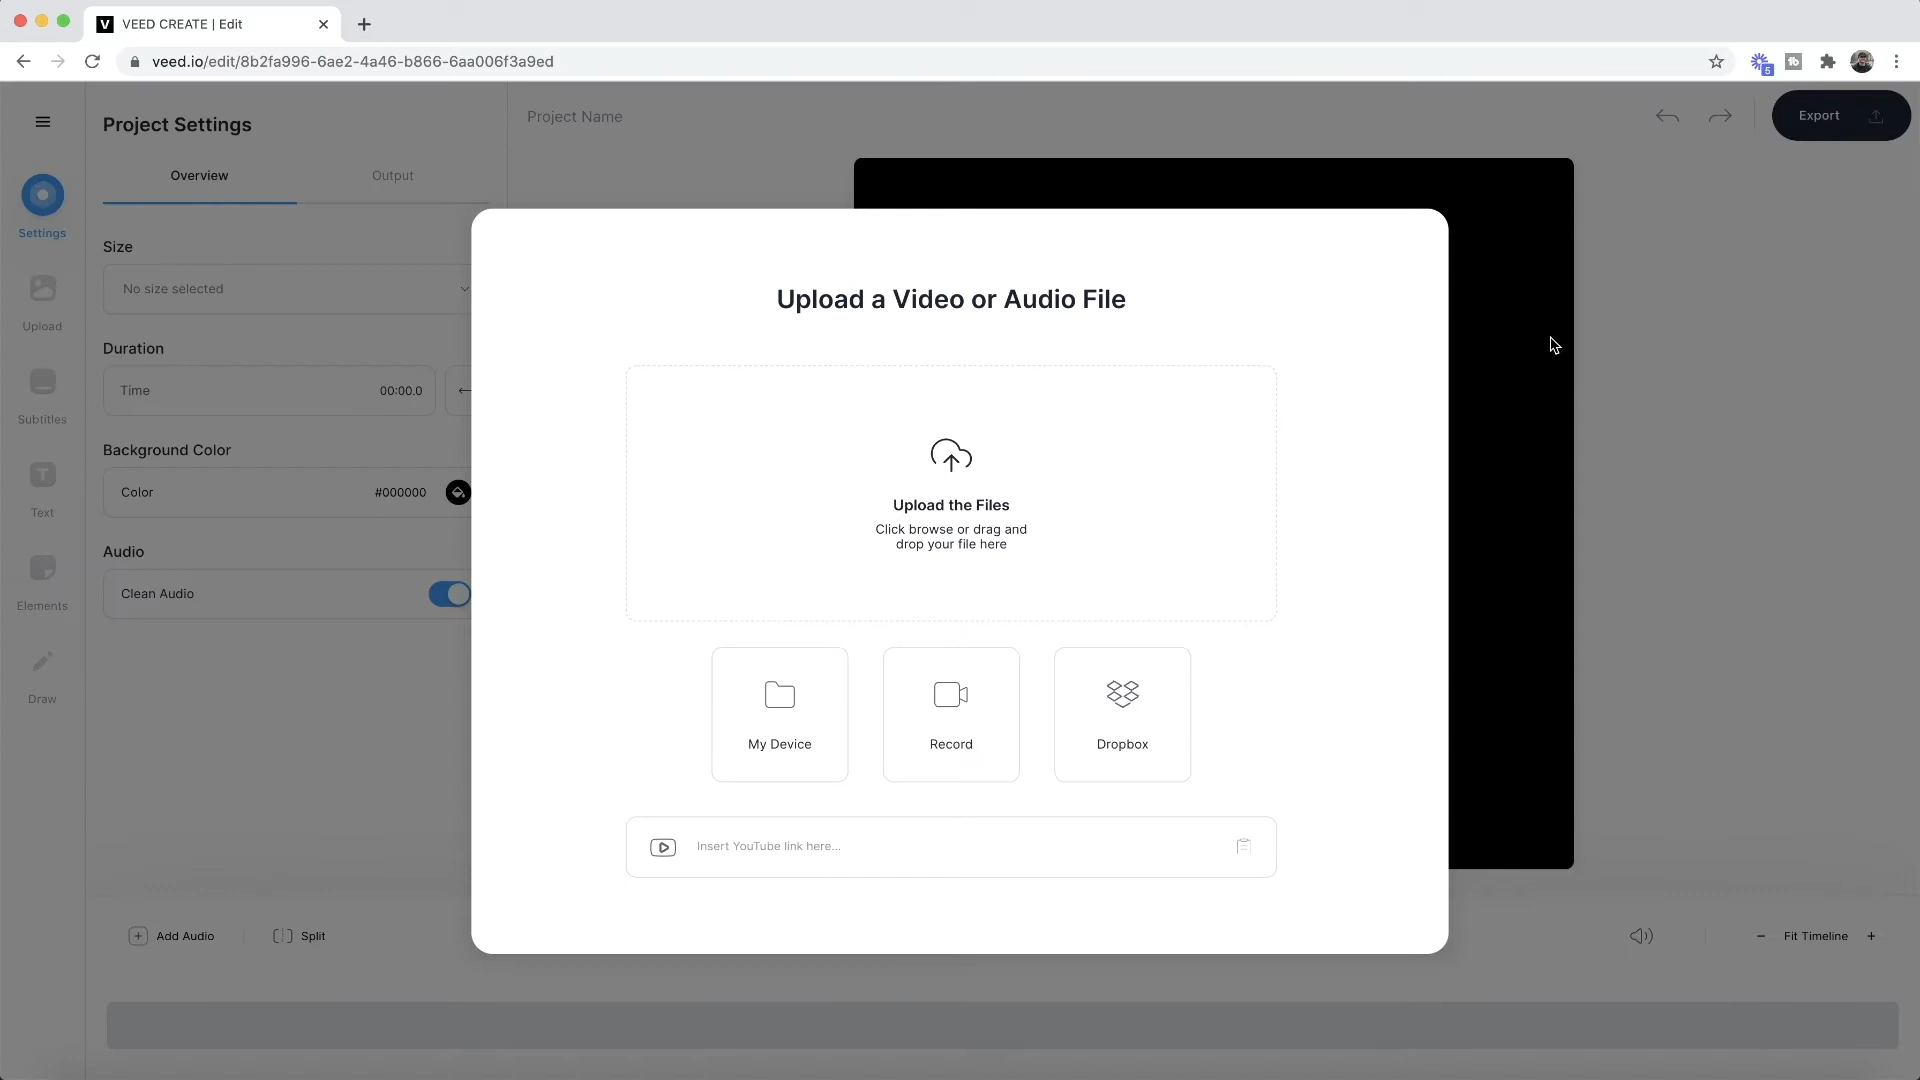 V VEED CREATE | Edit
veed.io/edit/8b2fa996-6ae2-4a46-b866-6aa006f3a9ed
5
tb
Project Settings
Project Name
Export
Overview
Output
Settings
Size
No size selected
Upload
Duration
Time 00:00.0
Subtitles
Background Color
Color #000000
T
Text
Audio
Clean Audio
Elements
Draw
Upload a Video or Audio File
Upload the Files
Click browse or drag and
drop your file here
My Device
Record
Dropbox
Insert YouTube link here...
+ Add Audio
Split
− Fit Timeline +